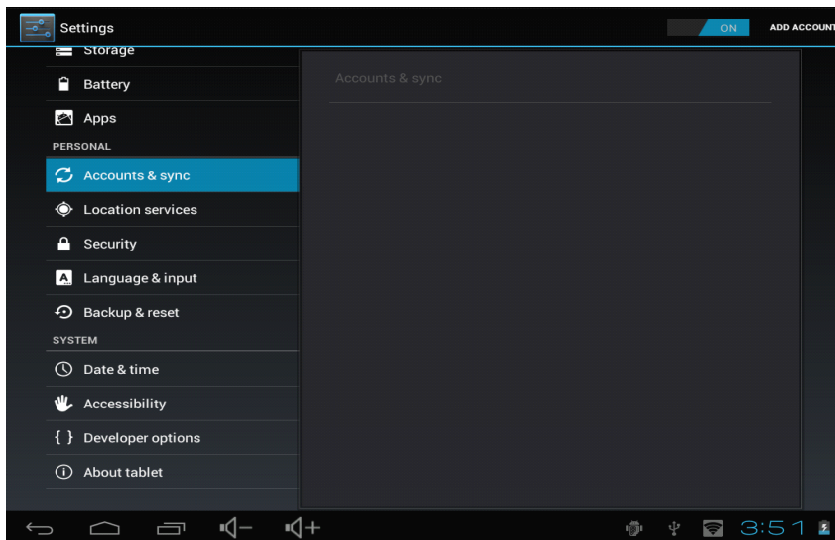 Settings
ON
ADD ACCOUNT
Storage
Battery
Apps
PERSONAL
Accounts & sync
Location services
Security
Language & input
Backup & reset
SYSTEM
Date & time
Accessibility
{ } Developer options
About tablet
Accounts & sync
3:51